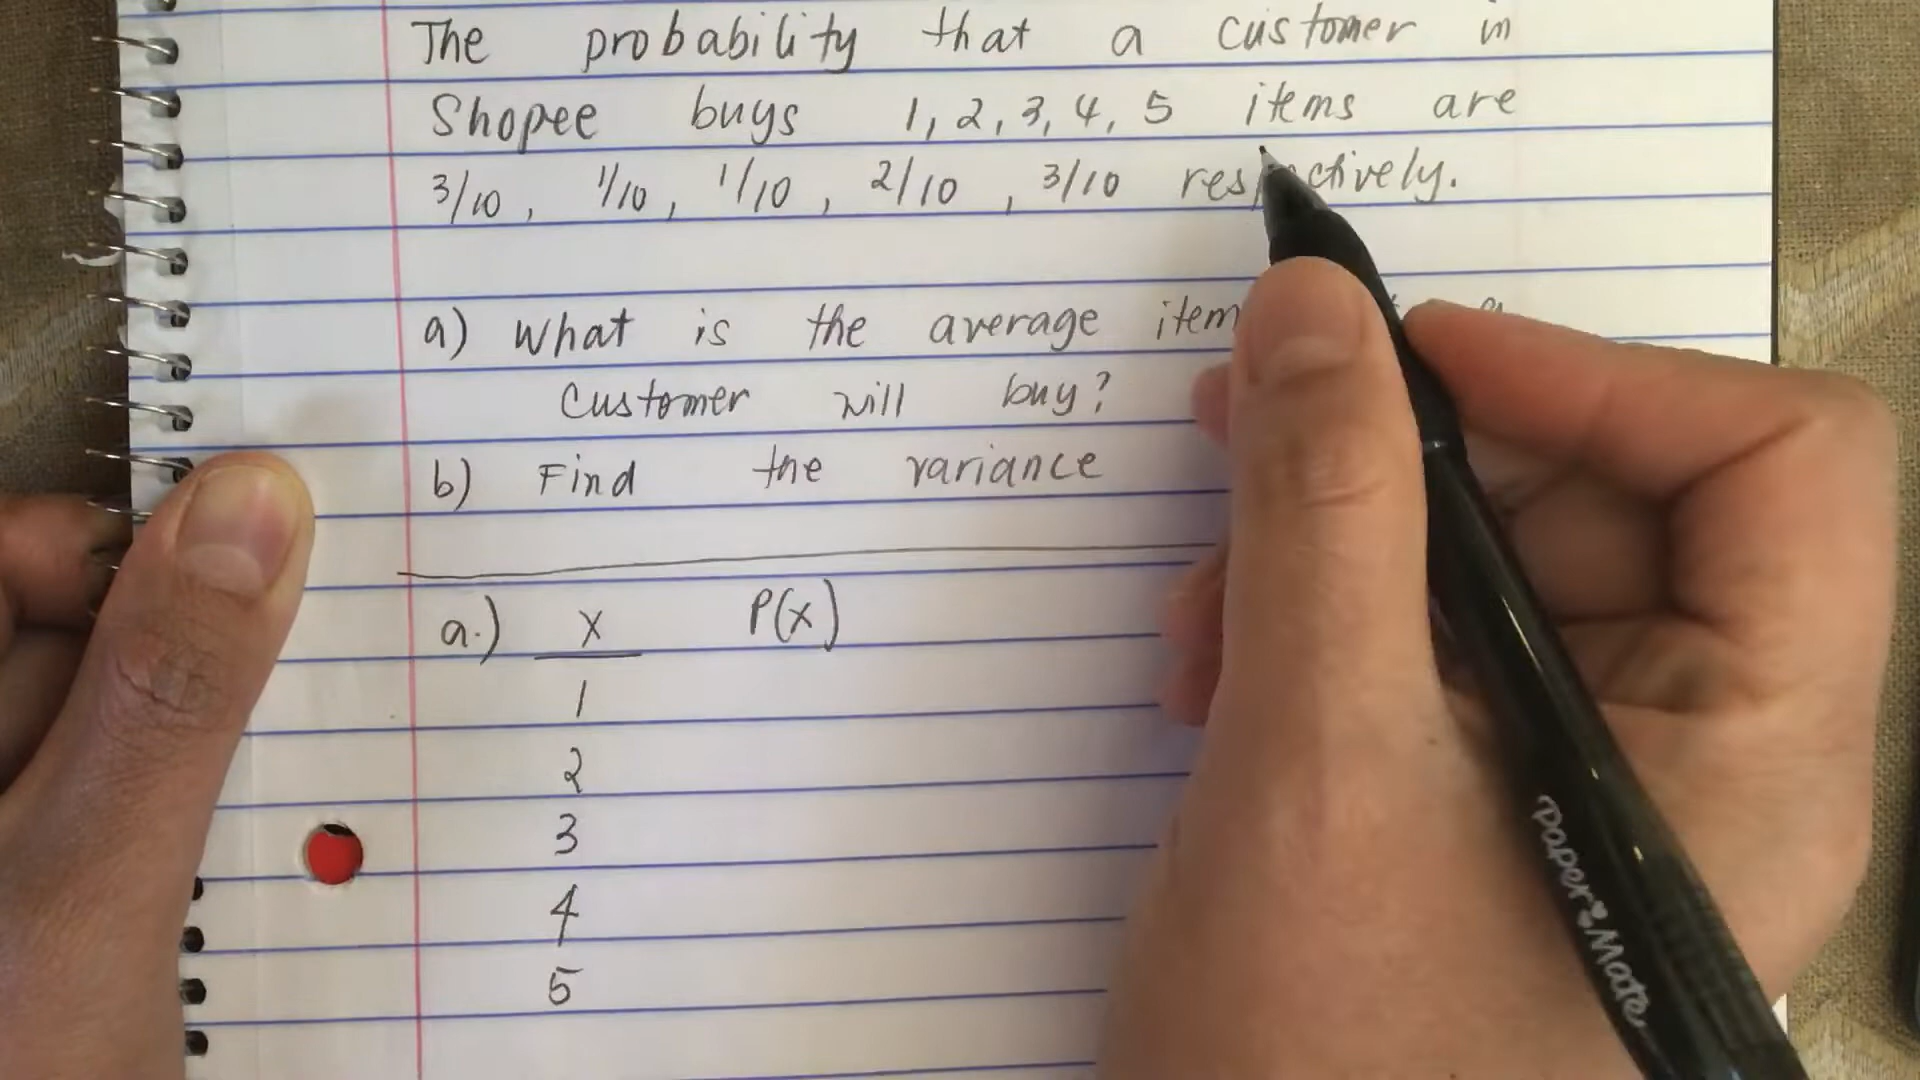 The probability that a customer in
Shopee buys 1, 2, 3, 4, 5 items are
3/10, 1/10, 1/10, 2/10, 3/10
a) What is the average
customer will buy?
b) Find the variance
a.) X P(X)
1
2
3
4
5
Paper Mate